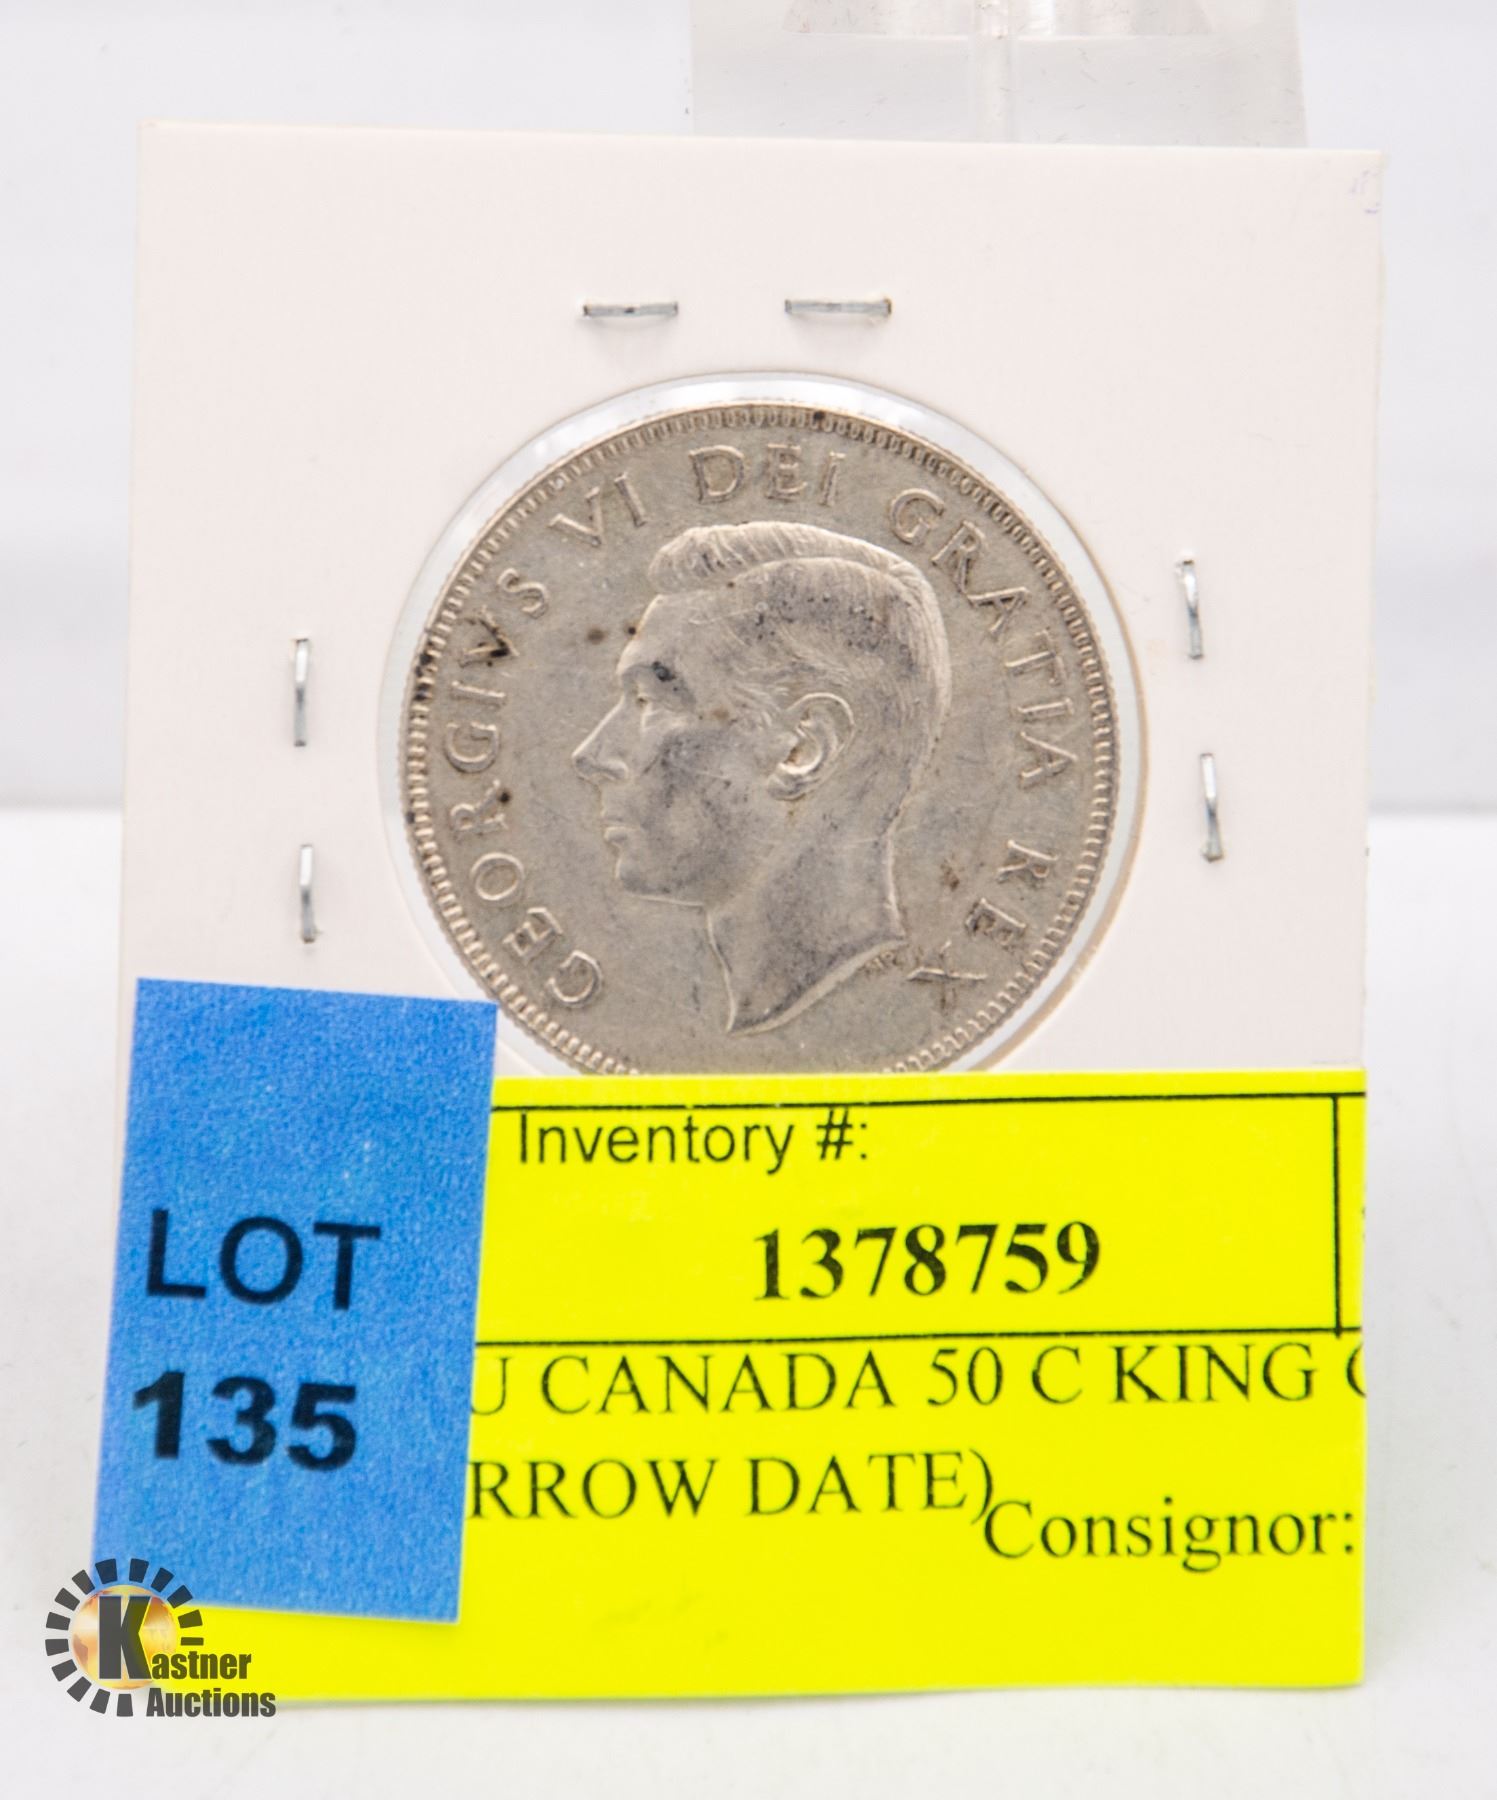 GEORGIVS VI DEI GRATIA REX
Inventory #:
1378759
LOT
135
U CANADA 50 C KING
RROW DATE)
Consignor:
Kastner
Auctions